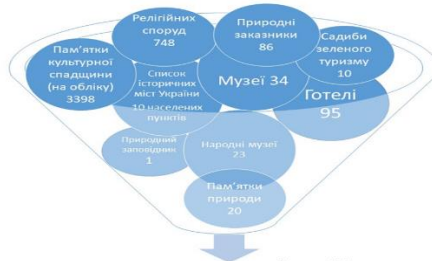 Релігійних
споруд
748
Природні
заказники
86
Пам'ятки
культурної
спадщини
(на обліку)
3398
Садиби
зеленого
туризму
10
Список
історичних
міст України
10 населених
пунктів
Музеї 34
Готелі
95
Природний
заповідник
1
Народні музеї
23
Пам'ятки
природи
20